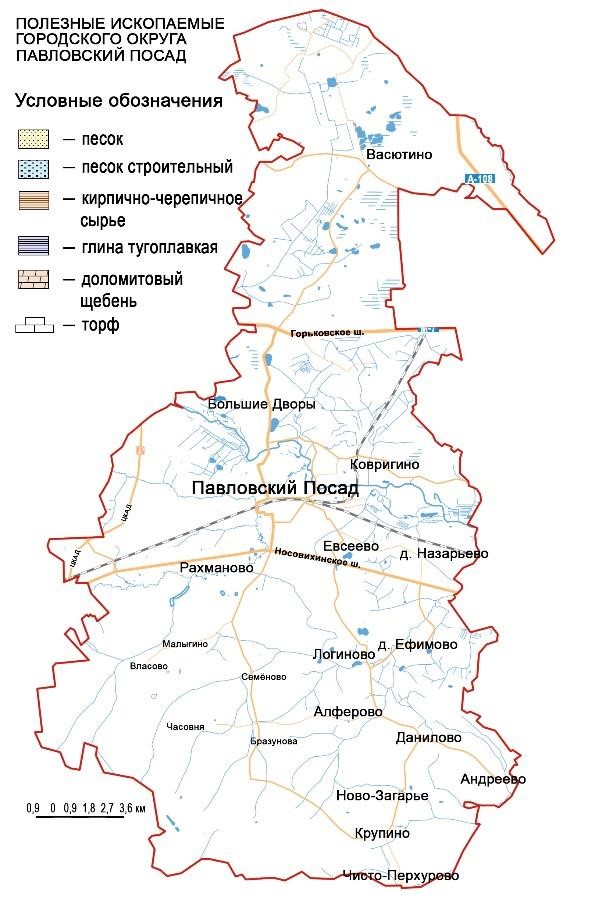 ПОЛЕЗНЫЕ ИСКОПАЕМЫЕ
ГОРОДСКОГО ОКРУГА
ПАВЛОВСКИЙ ПОСАД
Условные обозначения
– песок
– песок строительный
– кирпично-черепичное
сырье
– глина тугоплавкая
– доломитовый
щебень
– торф
Васютино
А-108
Горьковское ш.
Большие Дворы
Ковригино
Павловский Посад
ЦКАД
ЦКАД
Евсеево
д. Назарьево
Носовихинское ш.
Рахманово
Малыгино
д. Ефимово
Логиново
Власово
Семёново
Алферово
Часовня
Бразунова
Данилово
Андреево
Ново-Загарье
0,9 0 0,9 1,8 2,7 3,6 км
Крупино
Чисто-Перхурово